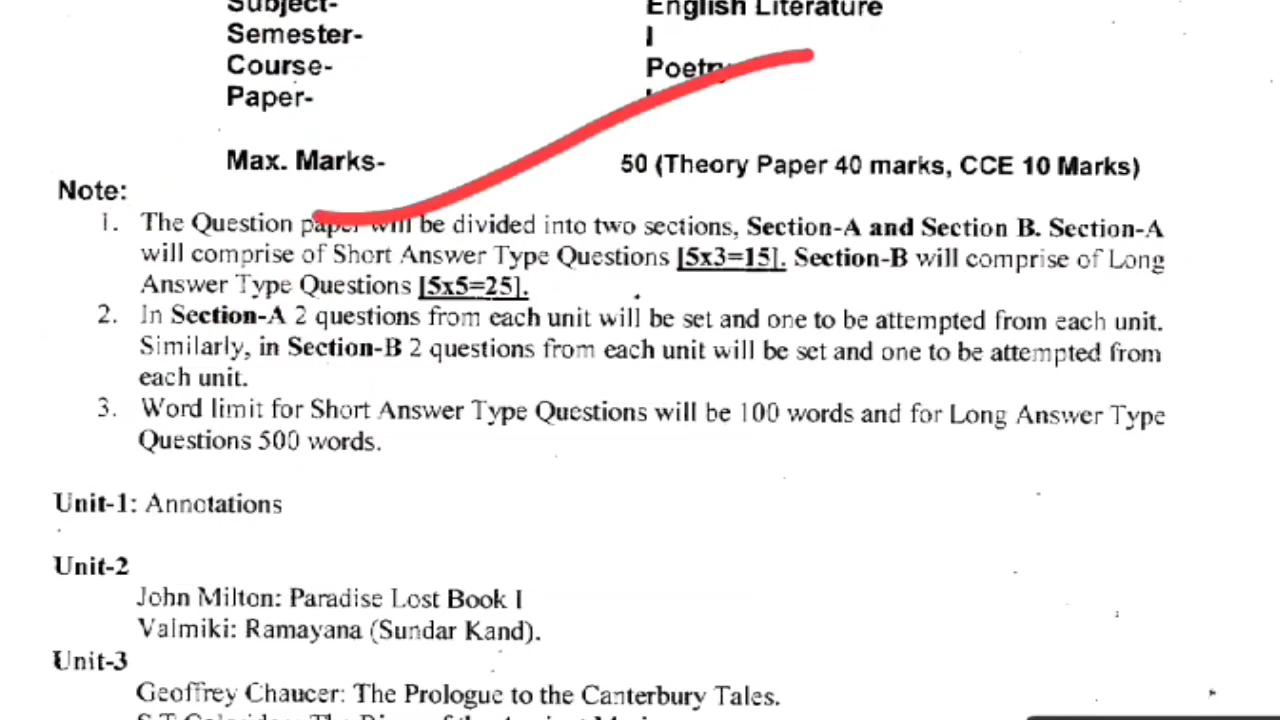 Subject-
English Literature
Semester-
I
Course-
Poetry
Paper-
Max. Marks-
50 (Theory Paper 40 marks, CCE 10 Marks)
Note:
1. The Question paper will be divided into two sections, Section-A and Section B. Section-A
will comprise of Short Answer Type Questions [5x3=15]. Section-B will comprise of Long
Answer Type Questions [5x5=25].
2. In Section-A 2 questions from each unit will be set and one to be attempted from each unit.
Similarly, in Section-B 2 questions from each unit will be set and one to be attempted from
each unit.
3. Word limit for Short Answer Type Questions will be 100 words and for Long Answer Type
Questions 500 words.
Unit-1: Annotations
Unit-2
John Milton: Paradise Lost Book I
Valmiki: Ramayana (Sundar Kand).
Unit-3
Geoffrey Chaucer: The Prologue to the Canterbury Tales.